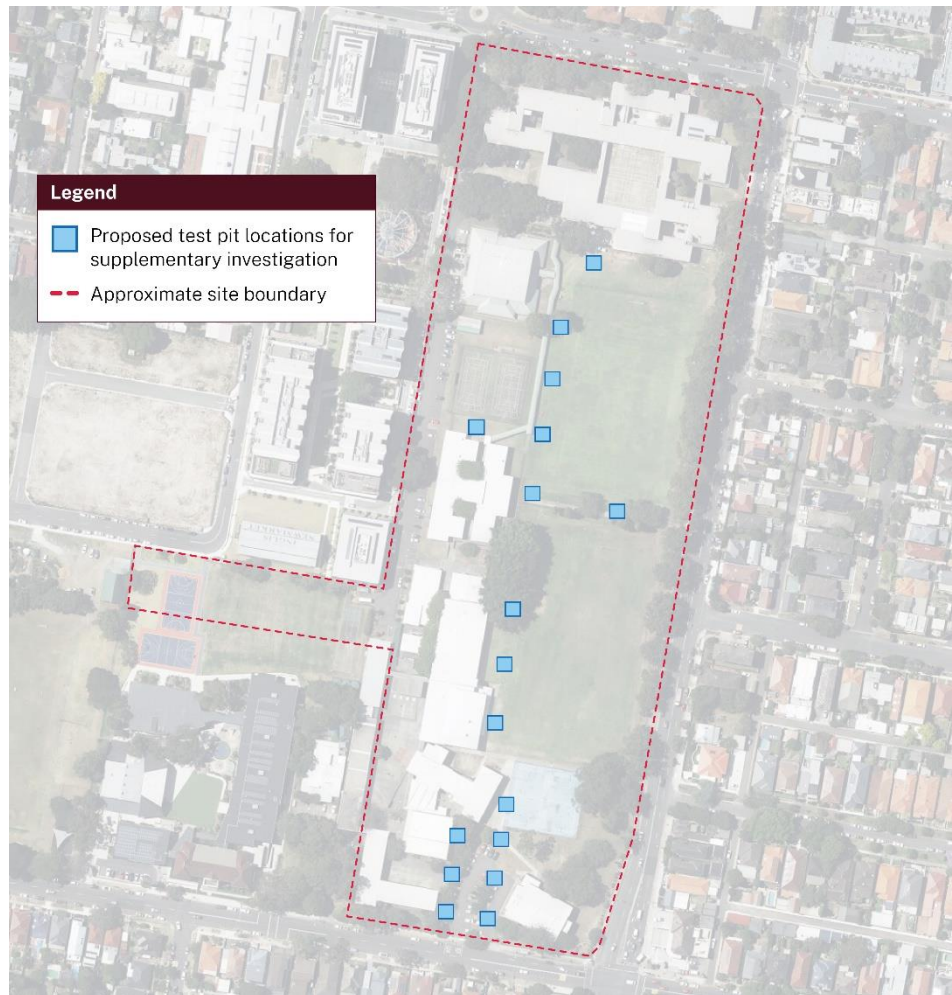 Legend
Proposed test pit locations for
supplementary investigation
Approximate site boundary